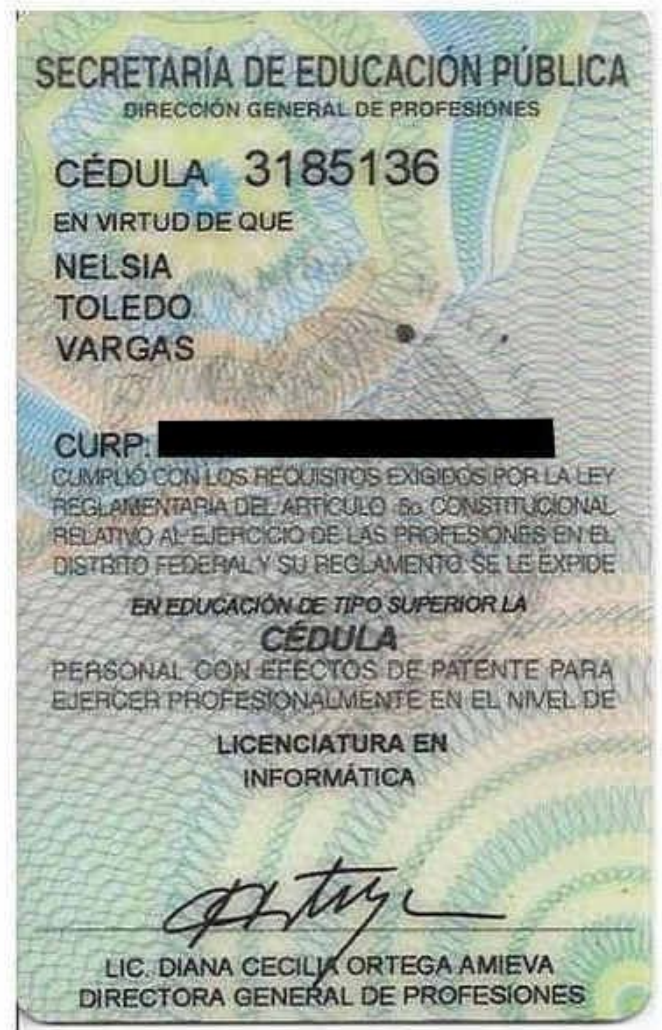 SECRETARÍA DE EDUCACIÓN PÚBLICA
DIRECCIÓN GENERAL DE PROFESIONES
CÉDULA 3185136
EN VIRTUD DE QUE
NELSIA
TOLEDO
VARGAS
CURP:
CUMPLIÓ CON LOS REQUISITOS EXIGIDOS POR LA LEY
REGLAMENTARIA DEL ARTÍCULO 5o. CONSTITUCIONAL
RELATIVO AL EJERCICIO DE LAS PROFESIONES EN EL
DISTRITO FEDERAL Y SU REGLAMENTO SE LE EXPIDE
EN EDUCACIÓN DE TIPO SUPERIOR LA
CÉDULA
PERSONAL CON EFECTOS DE PATENTE PARA
EJERCER PROFESIONALMENTE EN EL NIVEL DE
LICENCIATURA EN
INFORMÁTICA
LIC. DIANA CECILIA ORTEGA AMIEVA
DIRECTORA GENERAL DE PROFESIONES